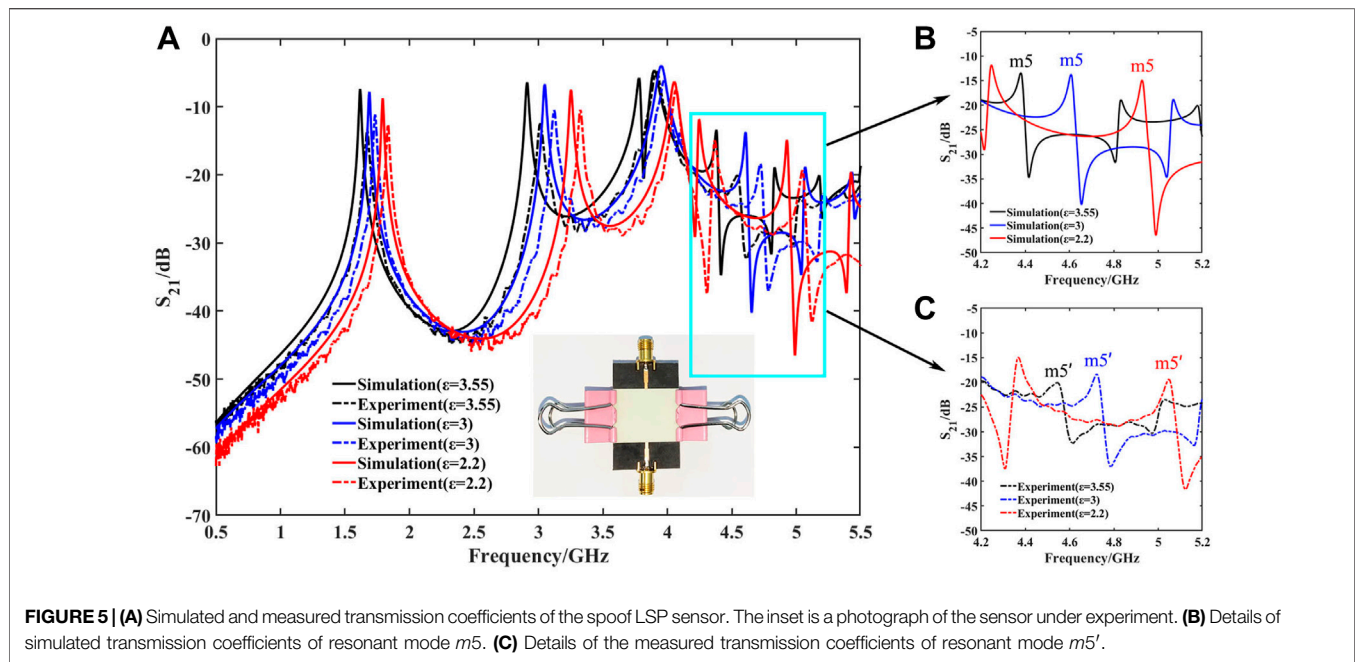 A
0
-10
-20
-30
-40
-50
-60
-70
S21/dB
0.5 1 1.5 2 2.5 3 3.5 4 4.5 5 5.5
Frequency/GHz
Simulation(ε=3.55)
Experiment(ε=3.55)
Simulation(ε=3)
Experiment(ε=3)
Simulation(ε=2.2)
Experiment(ε=2.2)
B
-5
-10
-15
-20
-25
-30
-35
-40
-45
-50
S21/dB
m5 m5 m5
Simulation(ε=3.55)
Simulation(ε=3)
Simulation(ε=2.2)
4.2 4.4 4.6 4.8 5 5.2
Frequency/GHz
C
-5
-10
-15
-20
-25
-30
-35
-40
-45
-50
S21/dB
m5′ m5′ m5′
Experiment(ε=3.55)
Experiment(ε=3)
Experiment(ε=2.2)
4.2 4.4 4.6 4.8 5 5.2
Frequency/GHz
FIGURE 5 | (A) Simulated and measured transmission coefficients of the spoof LSP sensor. The inset is a photograph of the sensor under experiment. (B) Details of
simulated transmission coefficients of resonant mode m5. (C) Details of the measured transmission coefficients of resonant mode m5′.